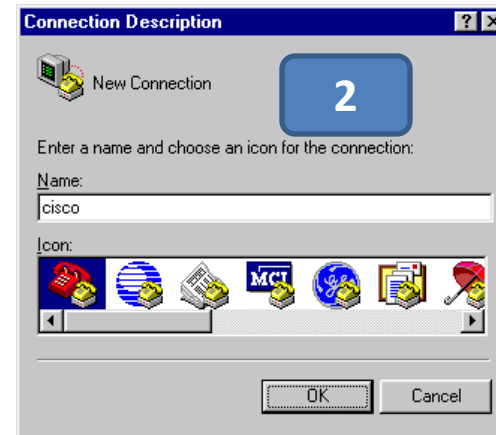 Connection Description
New Connection
2
Enter a name and choose an icon for the connection:
Name:
cisco
Icon:
MCI
OK Cancel